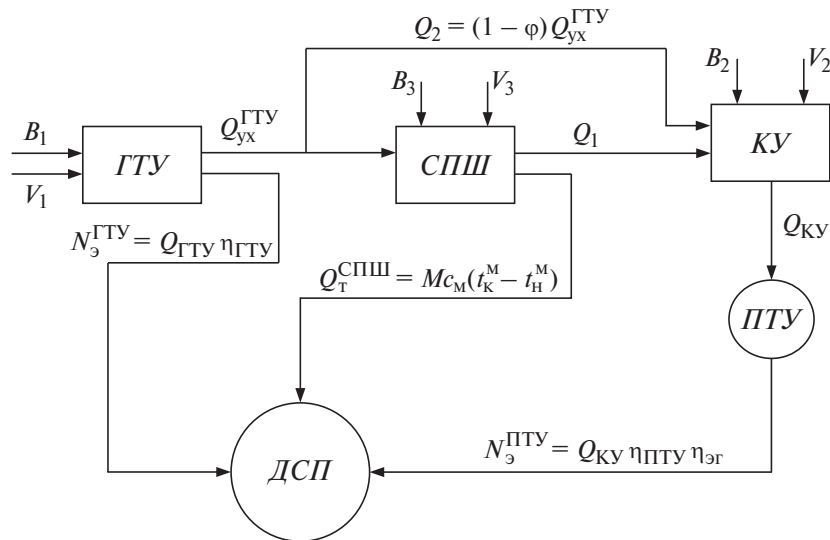 Q₂ = (1 – φ) Q_ух^ГТУ
B₃
V₃
B₂
V₂
B₁
V₁
ГТУ
Q_ух^ГТУ
СПШ
Q₁
КУ
N_э^ГТУ = Q_ГТУ η_ГТУ
Q_КУ
Q_т^СПШ = Mc_м(t_к^м – t_н^м)
ПТУ
ДСП
N_э^ПТУ = Q_КУ η_ПТУ η_эг